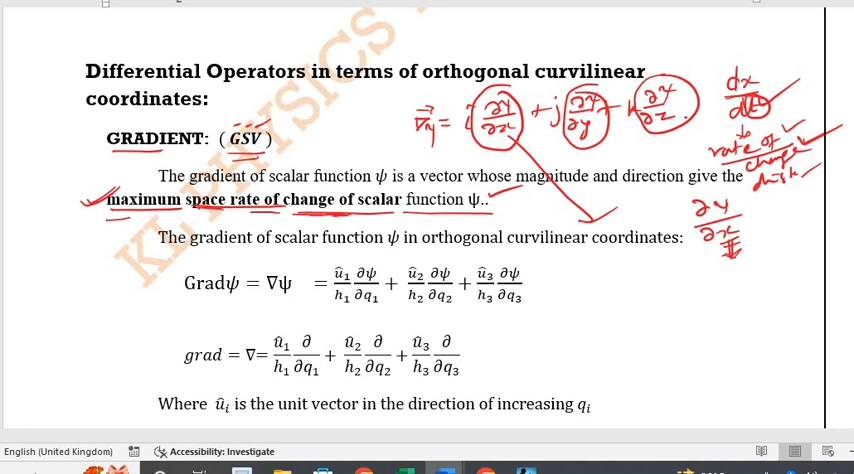 KL PHYSICS
Differential Operators in terms of orthogonal curvilinear
coordinates:
∇ψ = i ∂ψ/∂x + j ∂ψ/∂y + k ∂ψ/∂z
dx/dt
GRADIENT: (GSV)
rate of
change
The gradient of scalar function ψ is a vector whose magnitude and direction give the
maximum space rate of change of scalar function ψ..
∂ψ/∂x
The gradient of scalar function ψ in orthogonal curvilinear coordinates:
Gradψ = ∇ψ = û₁/h₁ ∂ψ/∂q₁ + û₂/h₂ ∂ψ/∂q₂ + û₃/h₃ ∂ψ/∂q₃
grad = ∇= û₁/h₁ ∂/∂q₁ + û₂/h₂ ∂/∂q₂ + û₃/h₃ ∂/∂q₃
Where ûᵢ is the unit vector in the direction of increasing qᵢ
English (United Kingdom) Accessibility: Investigate